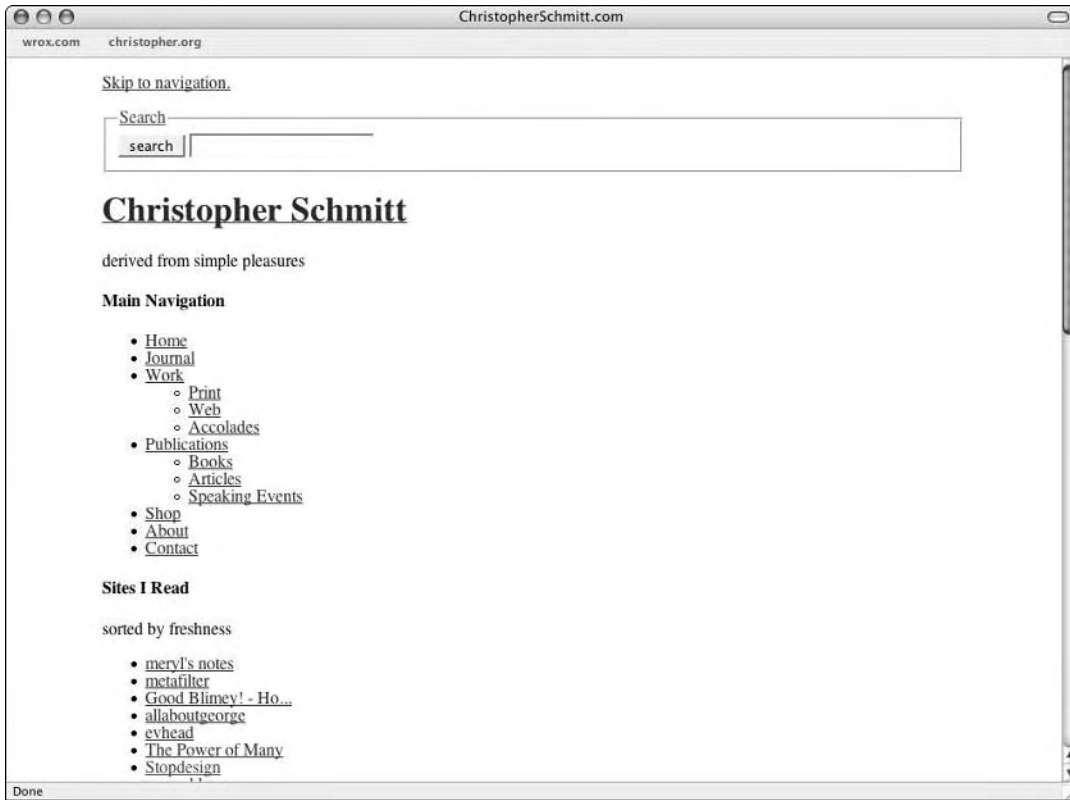 ChristopherSchmitt.com
wrox.com christopher.org
Skip to navigation.
Search
search
Christopher Schmitt
derived from simple pleasures
Main Navigation
Home
Journal
Work
Print
Web
Accolades
Publications
Books
Articles
Speaking Events
Shop
About
Contact
Sites I Read
sorted by freshness
meryl's notes
metafilter
Good Blimey! - Ho...
allaboutgeorge
evhead
The Power of Many
Stopdesign
Done